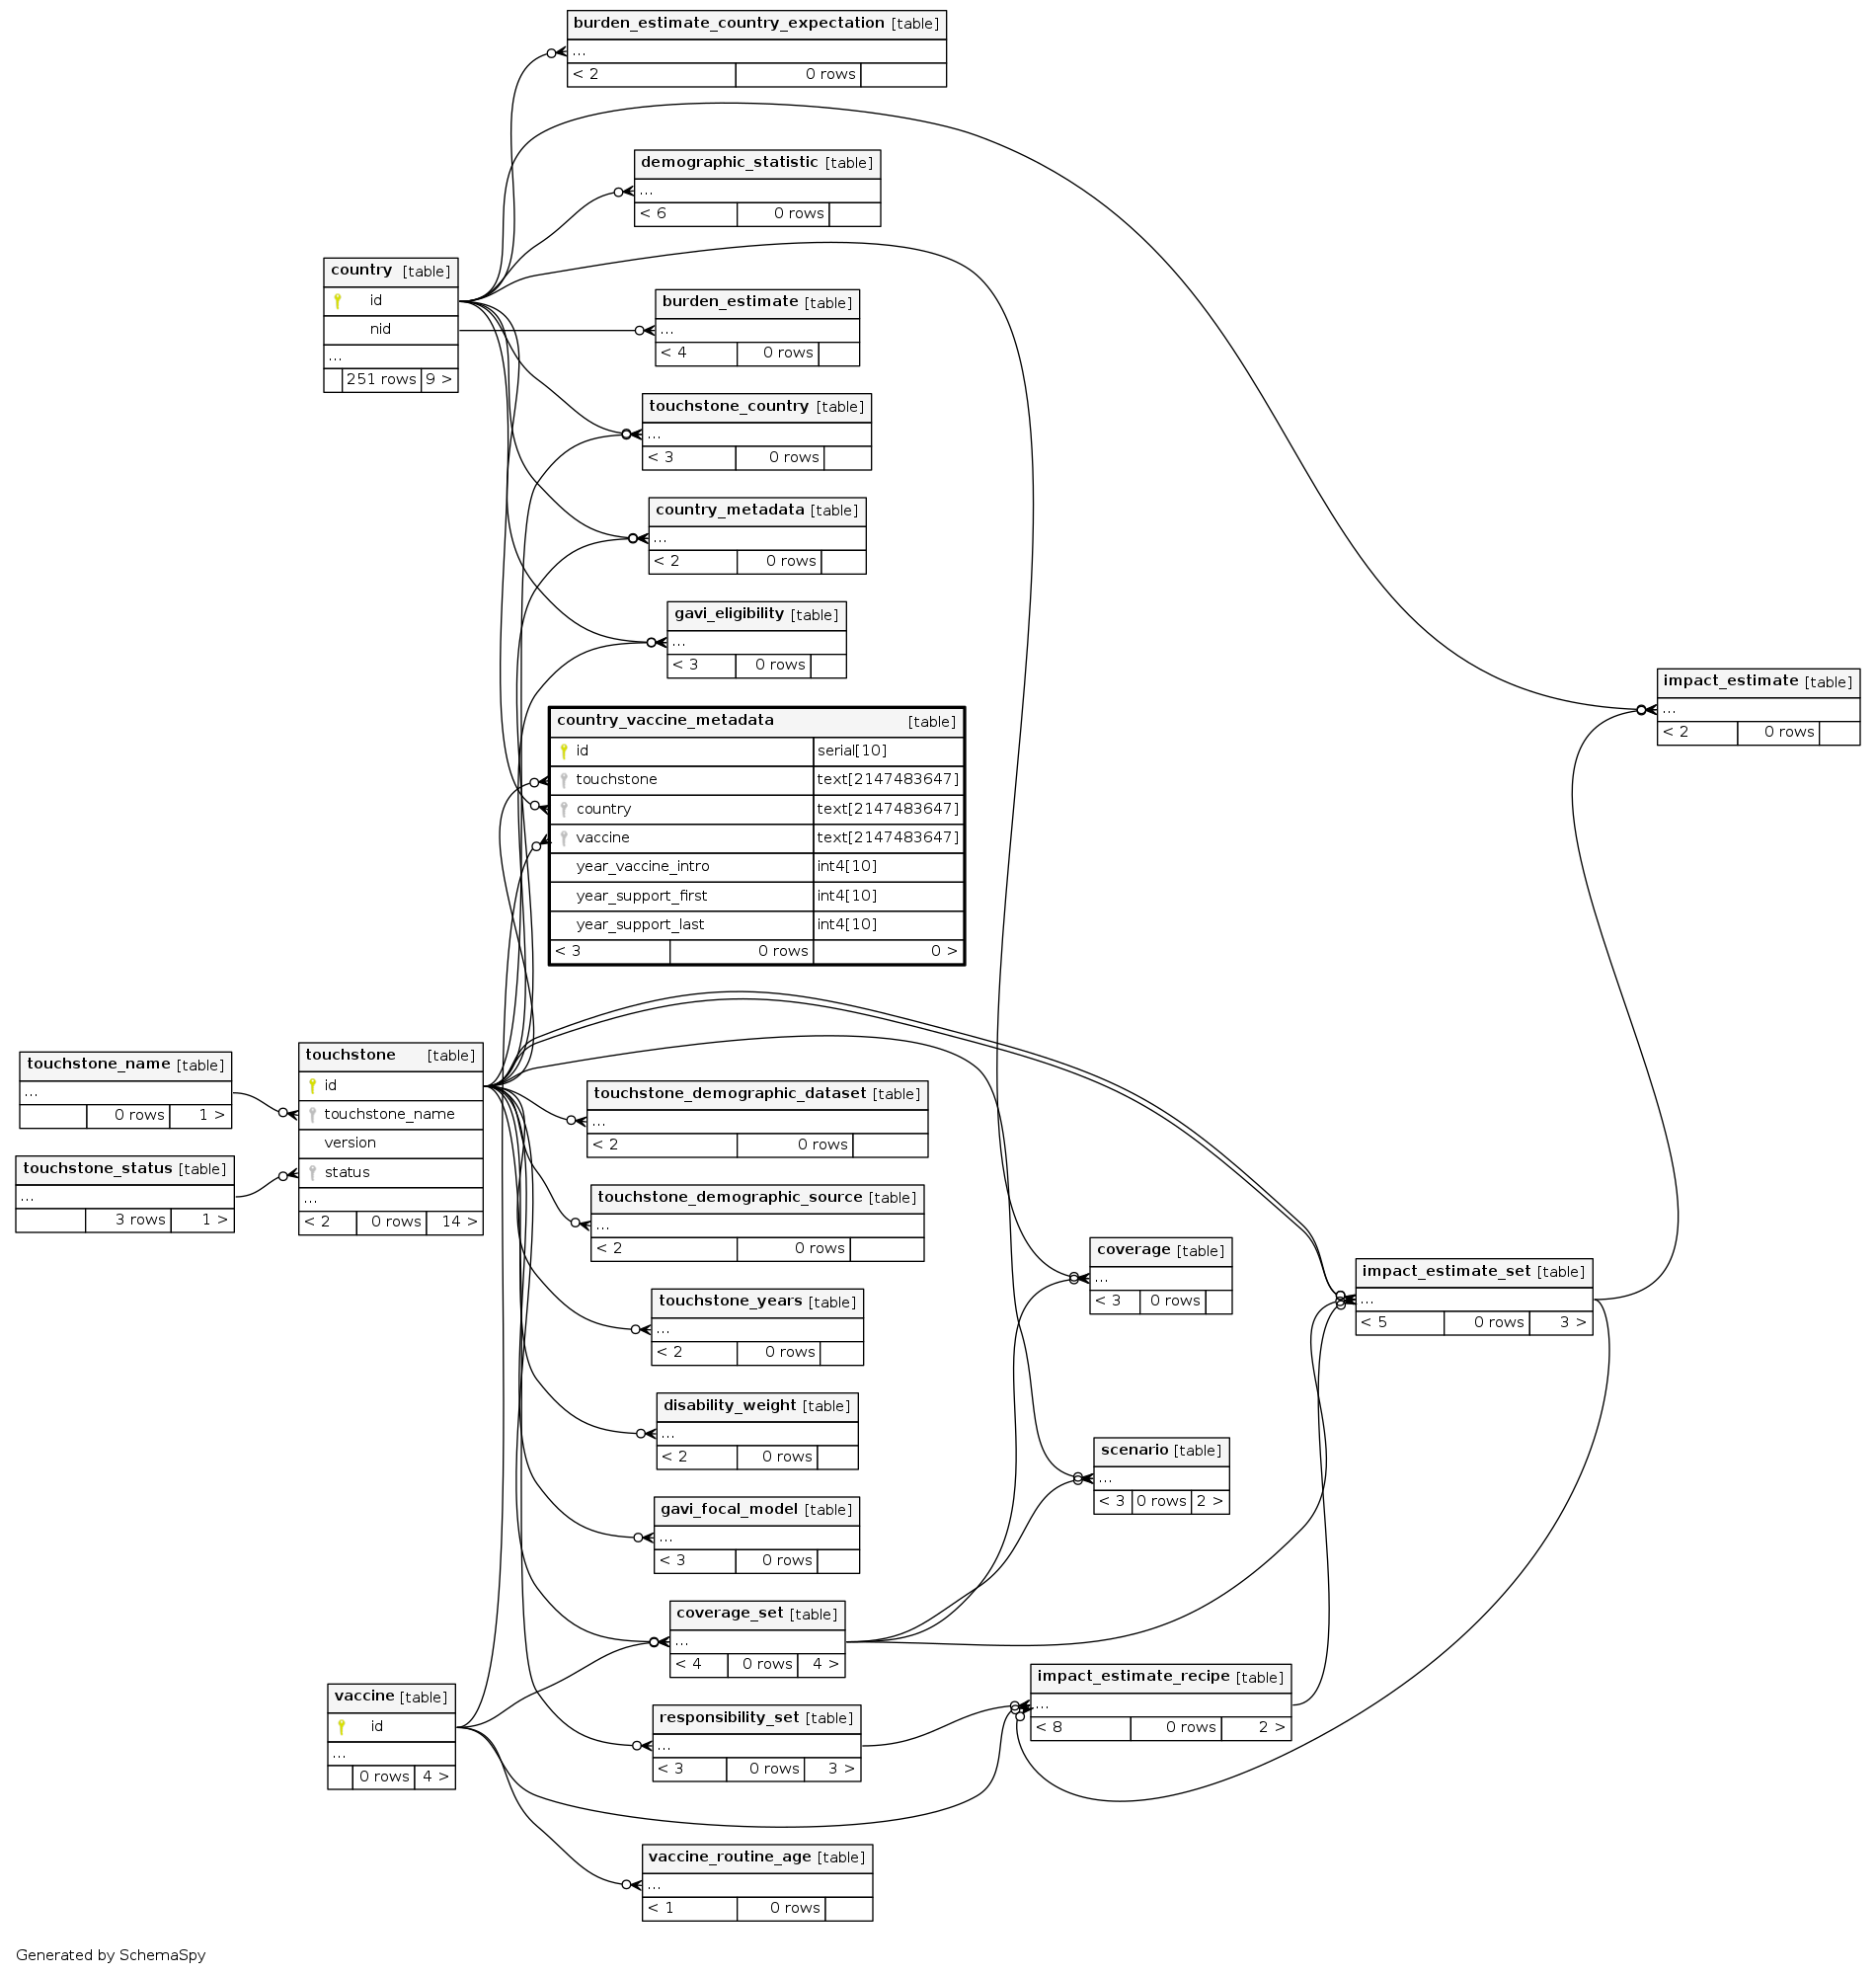 burden_estimate_country_expectation [table]
...
< 2 0 rows
demographic_statistic [table]
...
< 6 0 rows
country [table]
id
nid
...
251 rows 9 >
burden_estimate [table]
...
< 4 0 rows
touchstone_country [table]
...
< 3 0 rows
country_metadata [table]
...
< 2 0 rows
gavi_eligibility [table]
...
< 3 0 rows
impact_estimate [table]
...
< 2 0 rows
country_vaccine_metadata [table]
id serial[10]
touchstone text[2147483647]
country text[2147483647]
vaccine text[2147483647]
year_vaccine_intro int4[10]
year_support_first int4[10]
year_support_last int4[10]
< 3 0 rows 0 >
touchstone_name [table]
...
0 rows 1 >
touchstone_status [table]
...
3 rows 1 >
touchstone [table]
id
touchstone_name
version
status
...
< 2 0 rows 14 >
touchstone_demographic_dataset [table]
...
< 2 0 rows
touchstone_demographic_source [table]
...
< 2 0 rows
touchstone_years [table]
...
< 2 0 rows
disability_weight [table]
...
< 2 0 rows
gavi_focal_model [table]
...
< 3 0 rows
coverage_set [table]
...
< 4 0 rows 4 >
responsibility_set [table]
...
< 3 0 rows 3 >
coverage [table]
...
< 3 0 rows
scenario [table]
...
< 3 0 rows 2 >
impact_estimate_set [table]
...
< 5 0 rows 3 >
impact_estimate_recipe [table]
...
< 8 0 rows 2 >
vaccine [table]
id
...
0 rows 4 >
vaccine_routine_age [table]
...
< 1 0 rows
Generated by SchemaSpy